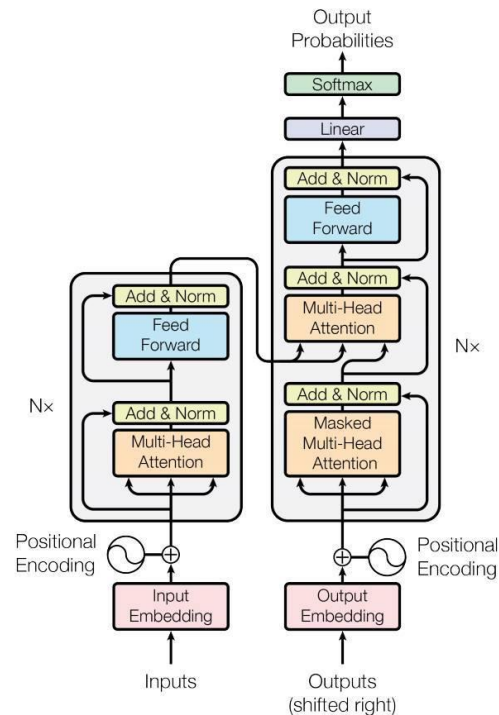 Output
Probabilities
Softmax
Linear
Add & Norm
Feed
Forward
Add & Norm
Multi-Head
Attention
Add & Norm
Masked
Multi-Head
Attention
Nx
Add & Norm
Feed
Forward
Add & Norm
Multi-Head
Attention
N×
Positional
Encoding
Positional
Encoding
Input
Embedding
Output
Embedding
Inputs
Outputs
(shifted right)